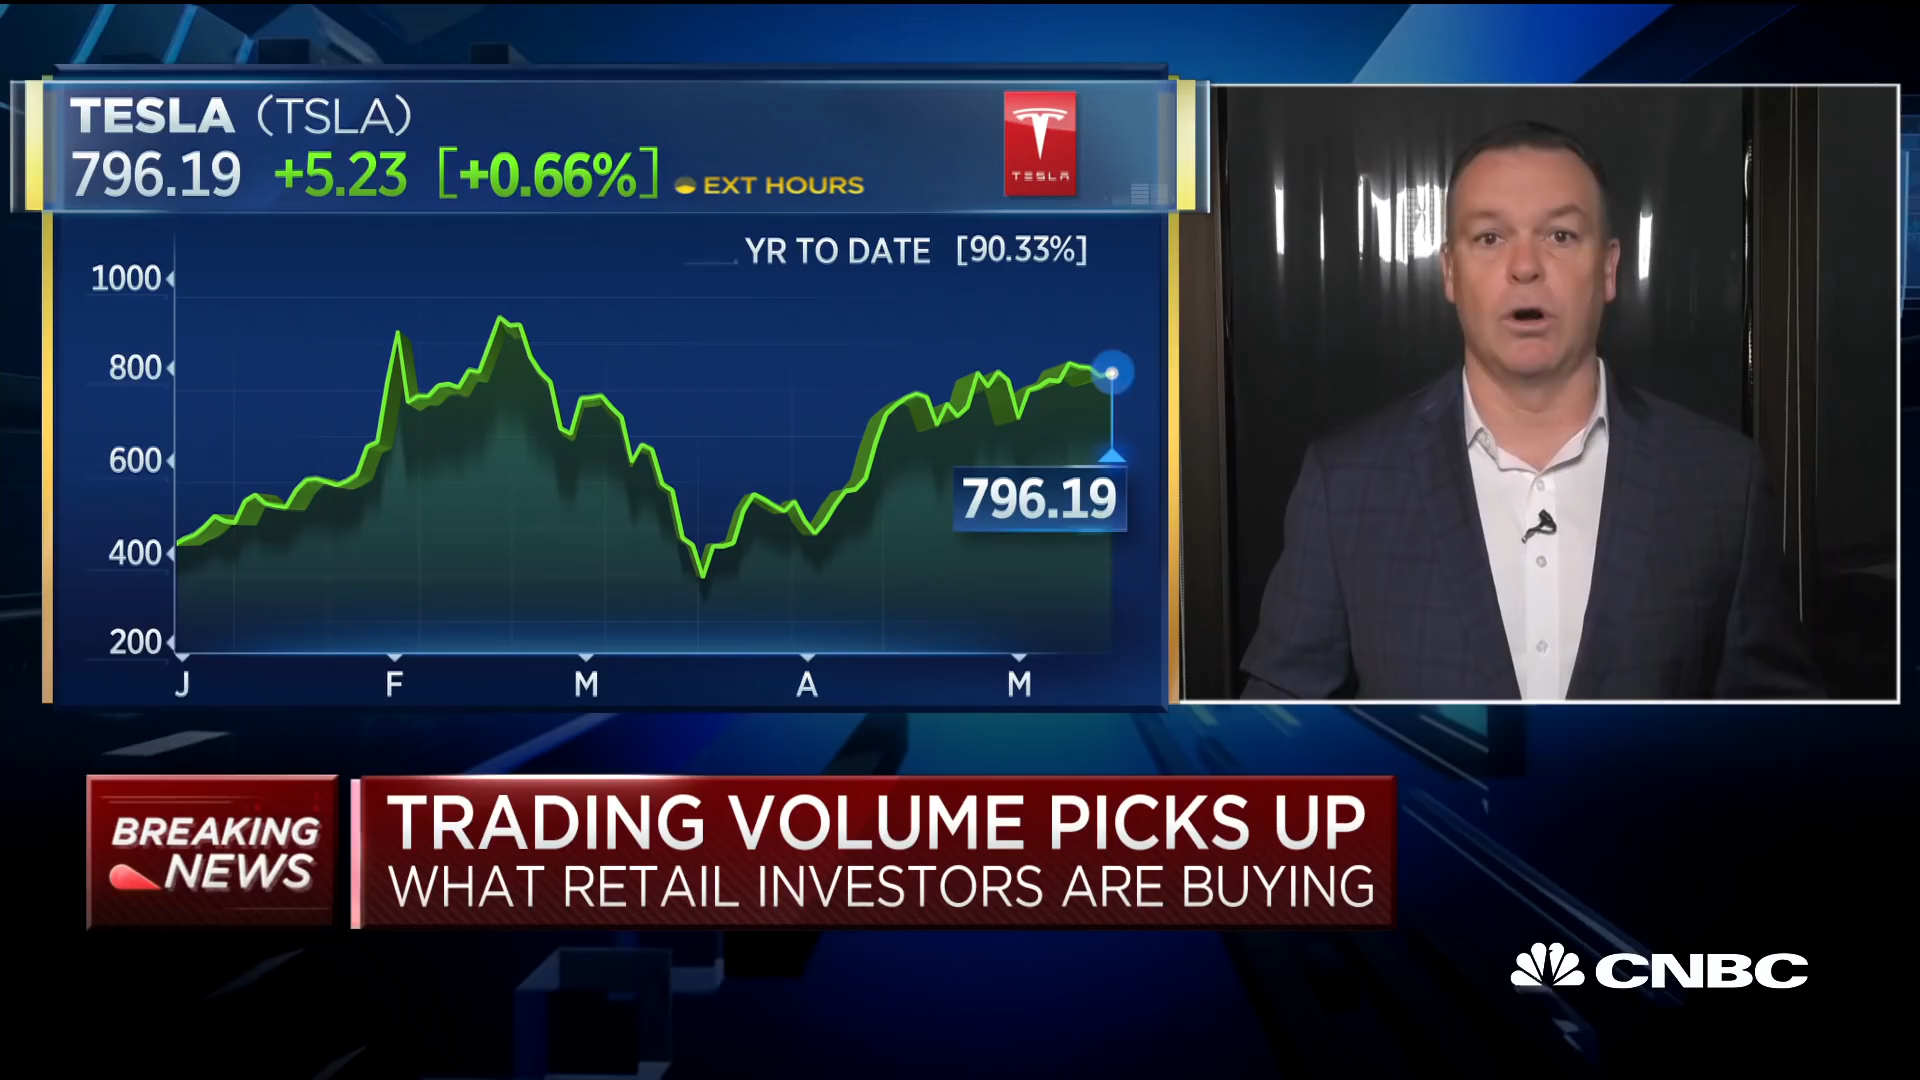 TESLA (TSLA)
796.19 +5.23 [+0.66%] EXT HOURS
TESLA
YR TO DATE [90.33%]
1000
800
600
400
200
796.19
J F M A M
BREAKING
NEWS
TRADING VOLUME PICKS UP
WHAT RETAIL INVESTORS ARE BUYING
CNBC